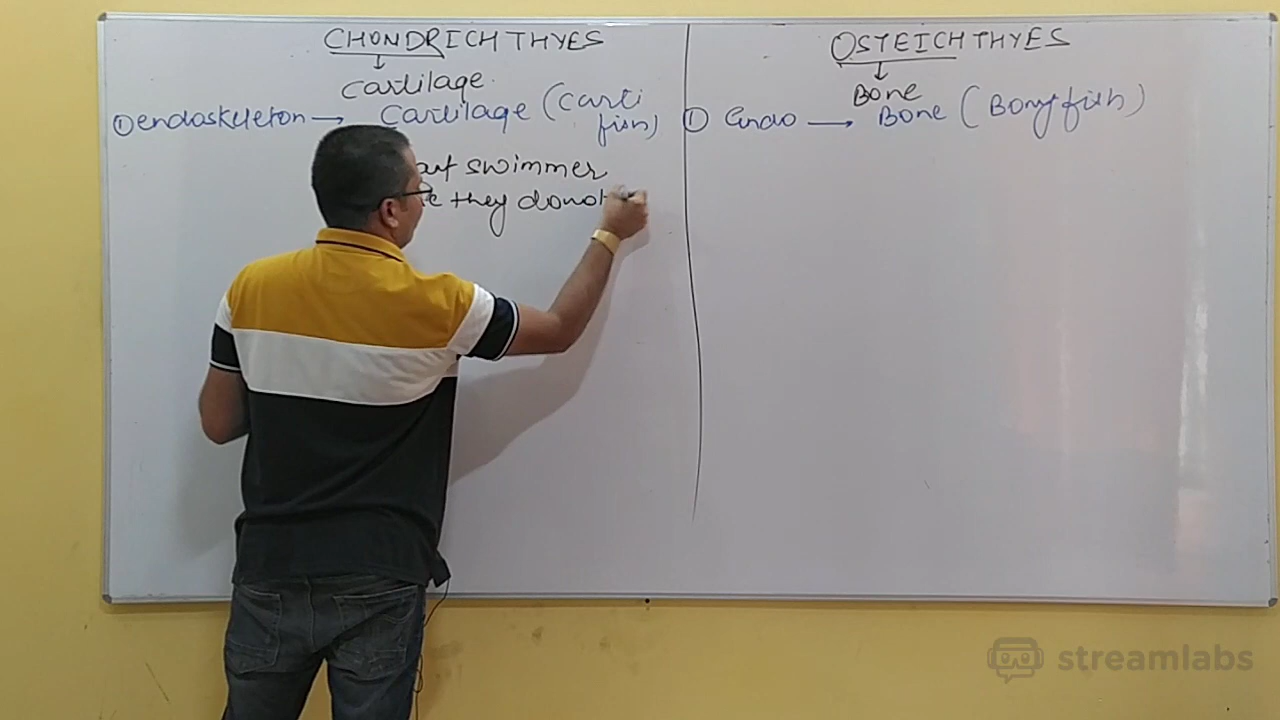 CHONDRICHTHYES
Cartilage
① endoskeleton → Cartilage (Carti
fish)
swimmer
they donot
OSTEICHTHYES
Bone
① Endo → Bone (Bony fish)
streamlabs